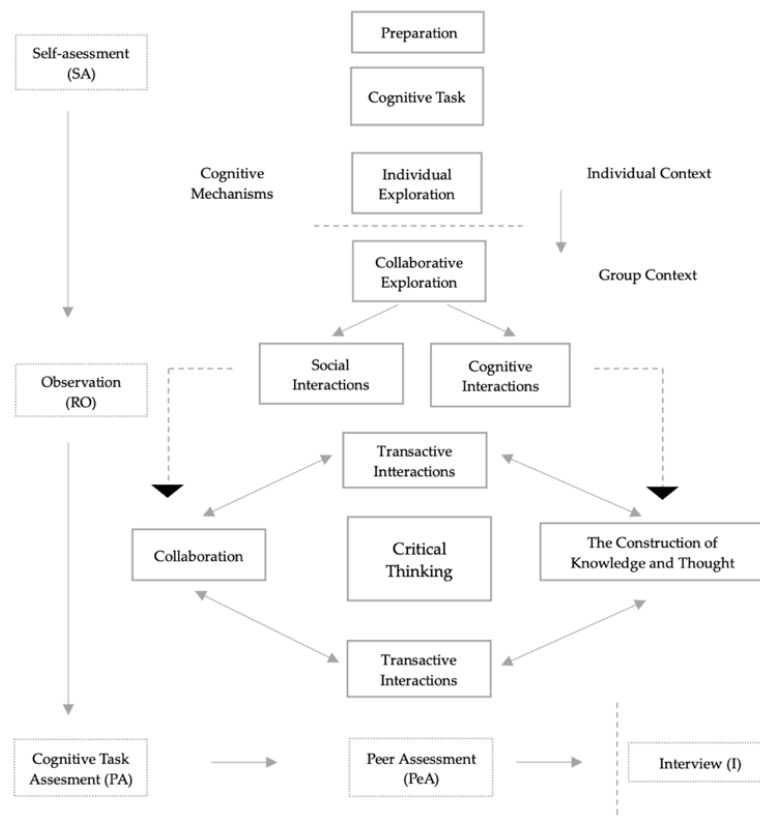 Preparation
Self-asessment
(SA)
Cognitive Task
Cognitive
Mechanisms
Individual
Exploration
Individual Context
Collaborative
Exploration
Group Context
Social
Interactions
Cognitive
Interactions
Observation
(RO)
Transactive
Intteractions
Collaboration
Critical
Thinking
The Construction of
Knowledge and Thought
Transactive
Interactions
Cognitive Task
Assesment (PA)
Peer Assessment
(PeA)
Interview (I)